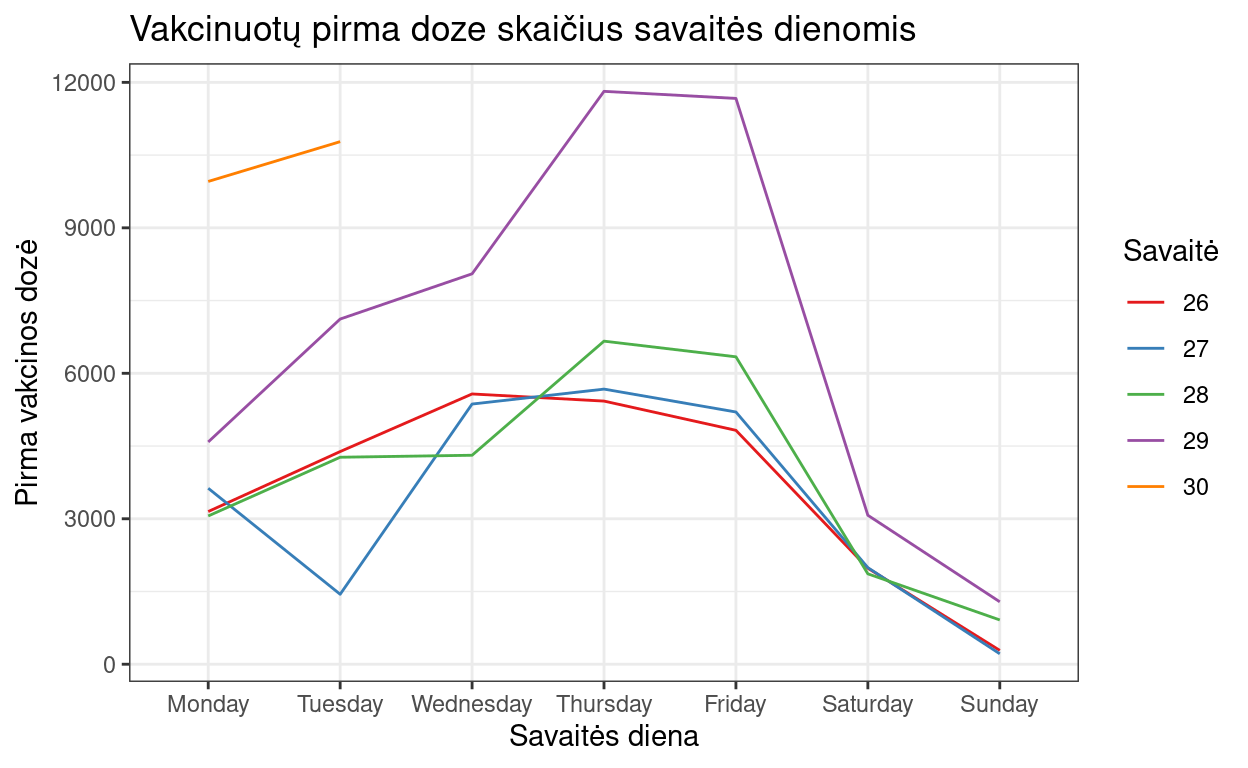 Vakcinuotų pirma doze skaičius savaitės dienomis
Pirma vakcinos dozė
12000
9000
6000
3000
0
Monday Tuesday Wednesday Thursday Friday Saturday Sunday
Savaitės diena
Savaitė
26
27
28
29
30